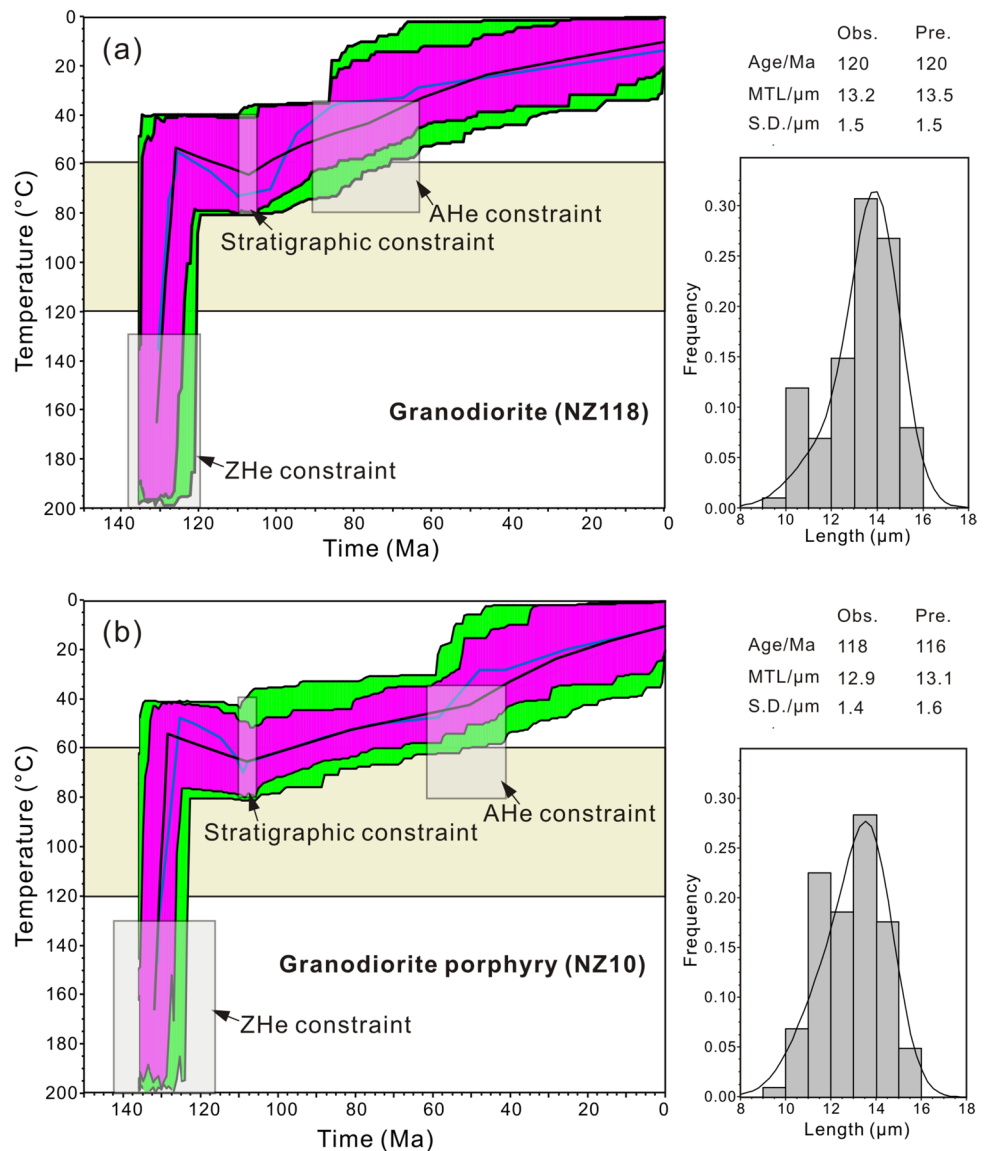 (a)
Temperature (°C)
0
20
40
60
80
100
120
140
160
180
200
140 120 100 80 60 40 20 0
Time (Ma)
AHe constraint
Stratigraphic constraint
Granodiorite (NZ118)
ZHe constraint
Obs. Pre.
Age/Ma 120 120
MTL/µm 13.2 13.5
S.D./µm 1.5 1.5
Frequency
0.30
0.25
0.20
0.15
0.10
0.05
0.00
8 10 12 14 16 18
Length (µm)
(b)
Temperature (°C)
0
20
40
60
80
100
120
140
160
180
200
140 120 100 80 60 40 20 0
Time (Ma)
AHe constraint
Stratigraphic constraint
Granodiorite porphyry (NZ10)
ZHe constraint
Obs. Pre.
Age/Ma 118 116
MTL/µm 12.9 13.1
S.D./µm 1.4 1.6
Frequency
0.30
0.25
0.20
0.15
0.10
0.05
0.00
8 10 12 14 16 18
Length (µm)